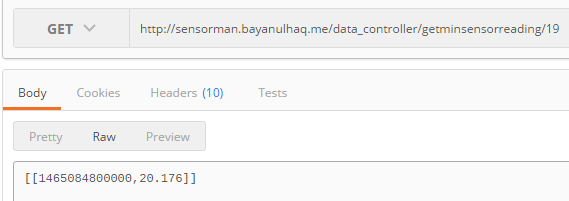 GET http://sensorman.bayanulhaq.me/data_controller/getminsensorreading/19
Body Cookies Headers (10) Tests
Pretty Raw Preview
[[1465084800000,20.176]]